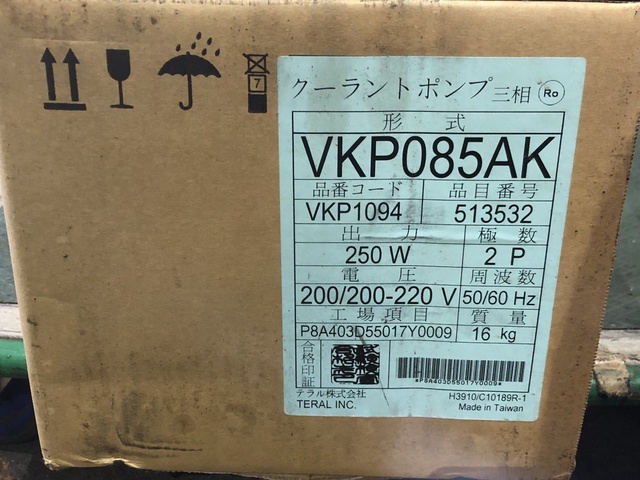 7
クーラントポンプ三相 Ro
形式
VKP085AK
品番コード 品目番号
VKP1094 513532
出力 極数
250 W 2 P
電圧 周波数
200/200-220 V 50/60 Hz
工場項目 質量
P8A403D55017Y0009 16 kg
合格印証
*P8A403D55017Y0009*
テラル株式会社 H3910/C10189R-1
TERAL INC. Made in Taiwan